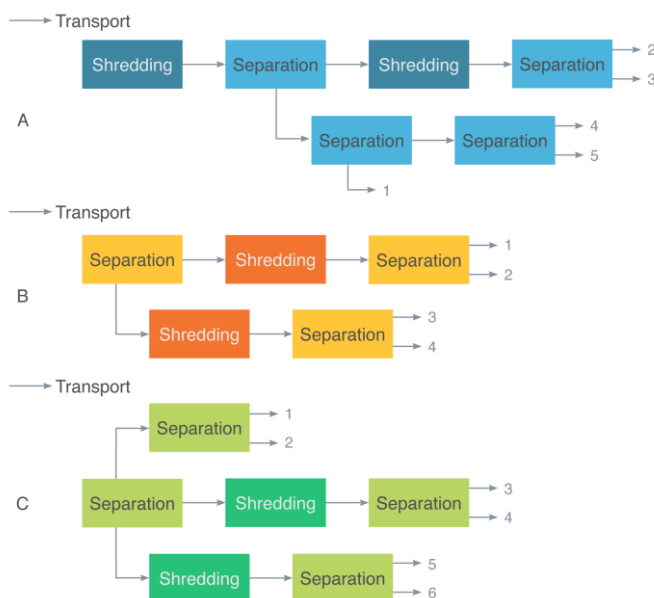 Transport
Shredding Separation Shredding Separation 2
3
A
Separation Separation 4
5
1
Transport
Separation Shredding Separation 1
2
B
Shredding Separation 3
4
Transport
Separation 1
2
C Separation Shredding Separation 3
4
Shredding Separation 5
6